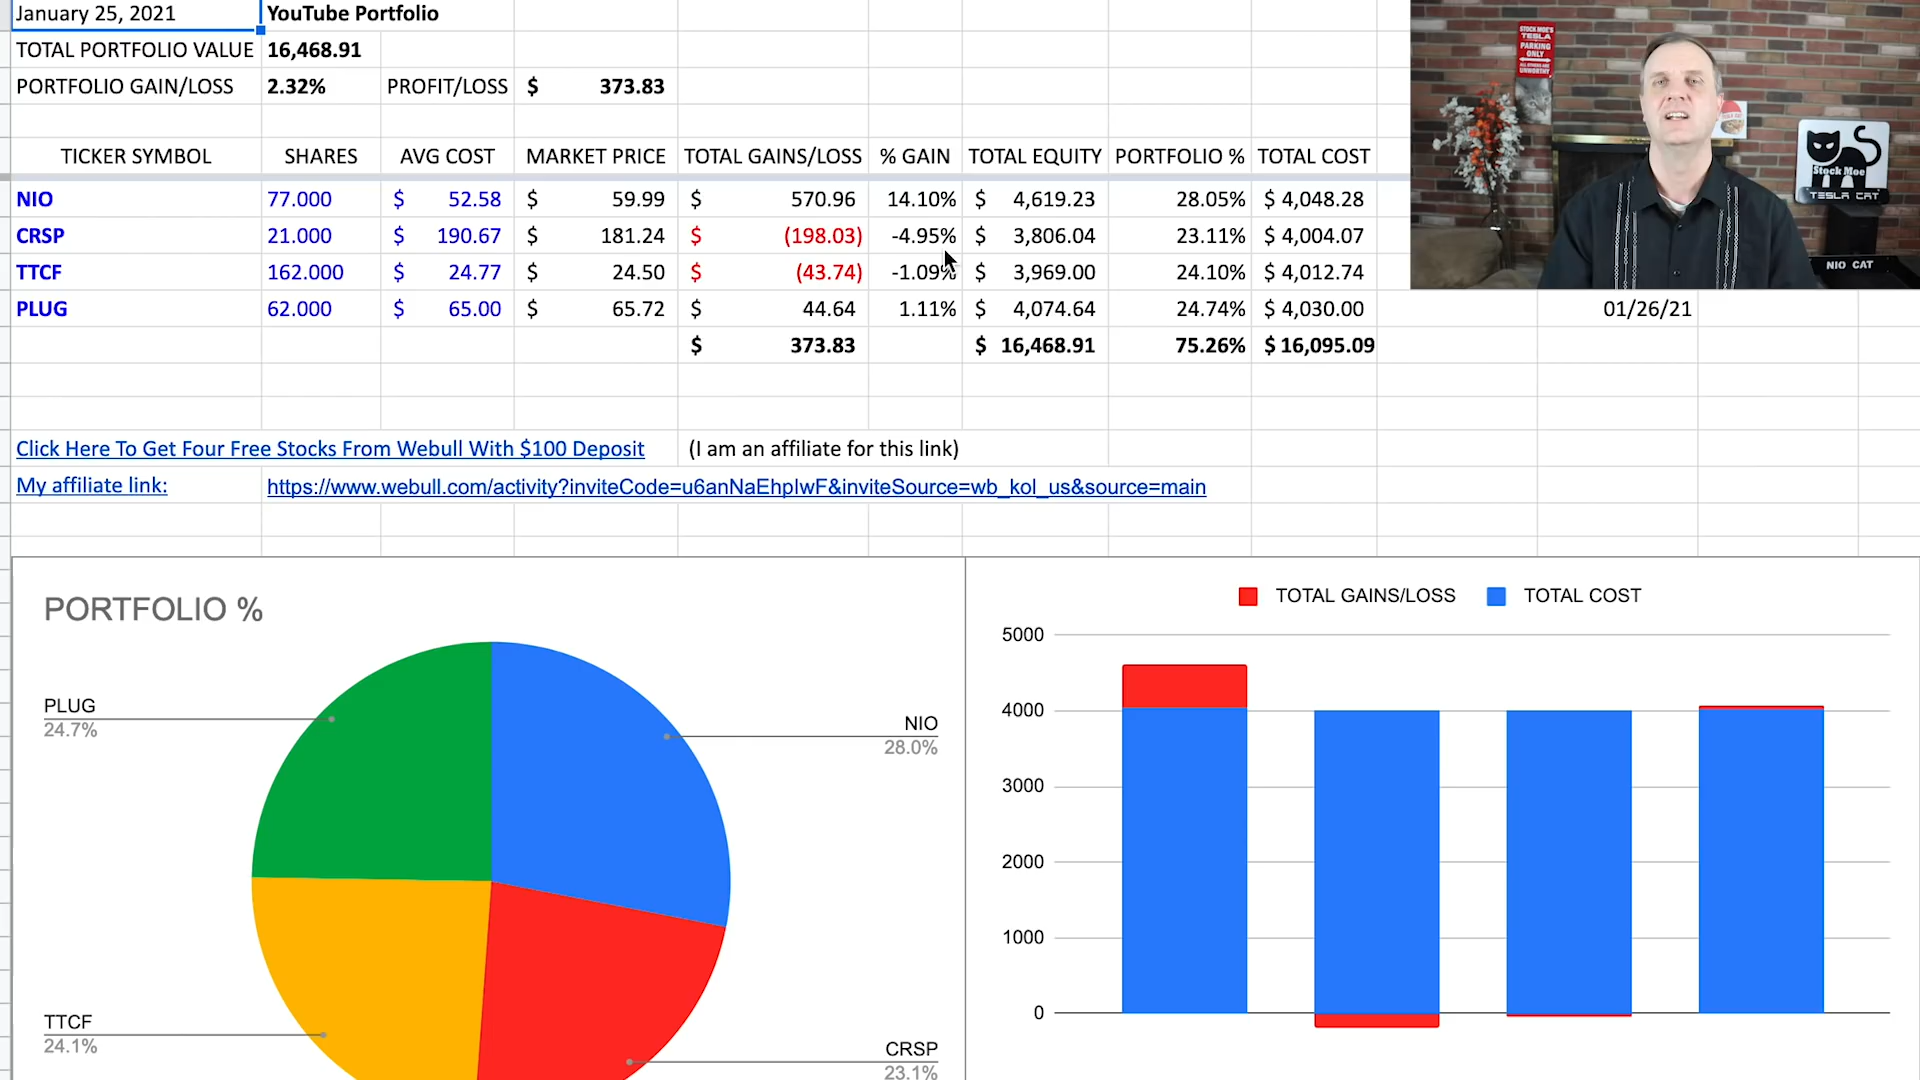 January 25, 2021 YouTube Portfolio
TOTAL PORTFOLIO VALUE 16,468.91
PORTFOLIO GAIN/LOSS 2.32% PROFIT/LOSS $ 373.83
TICKER SYMBOL SHARES AVG COST MARKET PRICE TOTAL GAINS/LOSS % GAIN TOTAL EQUITY PORTFOLIO % TOTAL COST
NIO 77.000 $ 52.58 $ 59.99 $ 570.96 14.10% $ 4,619.23 28.05% $ 4,048.28
CRSP 21.000 $ 190.67 $ 181.24 $ (198.03) -4.95% $ 3,806.04 23.11% $ 4,004.07
TTCF 162.000 $ 24.77 $ 24.50 $ (43.74) -1.09% $ 3,969.00 24.10% $ 4,012.74
PLUG 62.000 $ 65.00 $ 65.72 $ 44.64 1.11% $ 4,074.64 24.74% $ 4,030.00 01/26/21
$ 373.83 $ 16,468.91 75.26% $ 16,095.09
STOCK MOE'S
TESLA
PARKING
ONLY
Stock Moe
TESLA CAT
NIO CAT
Click Here To Get Four Free Stocks From Webull With $100 Deposit (I am an affiliate for this link)
My affiliate link: https://www.webull.com/activity?inviteCode=u6anNaEhplwF&inviteSource=wb_kol_us&source=main
PORTFOLIO %
PLUG
24.7%
NIO
28.0%
TTCF
24.1%
CRSP
23.1%
TOTAL GAINS/LOSS TOTAL COST
5000
4000
3000
2000
1000
0